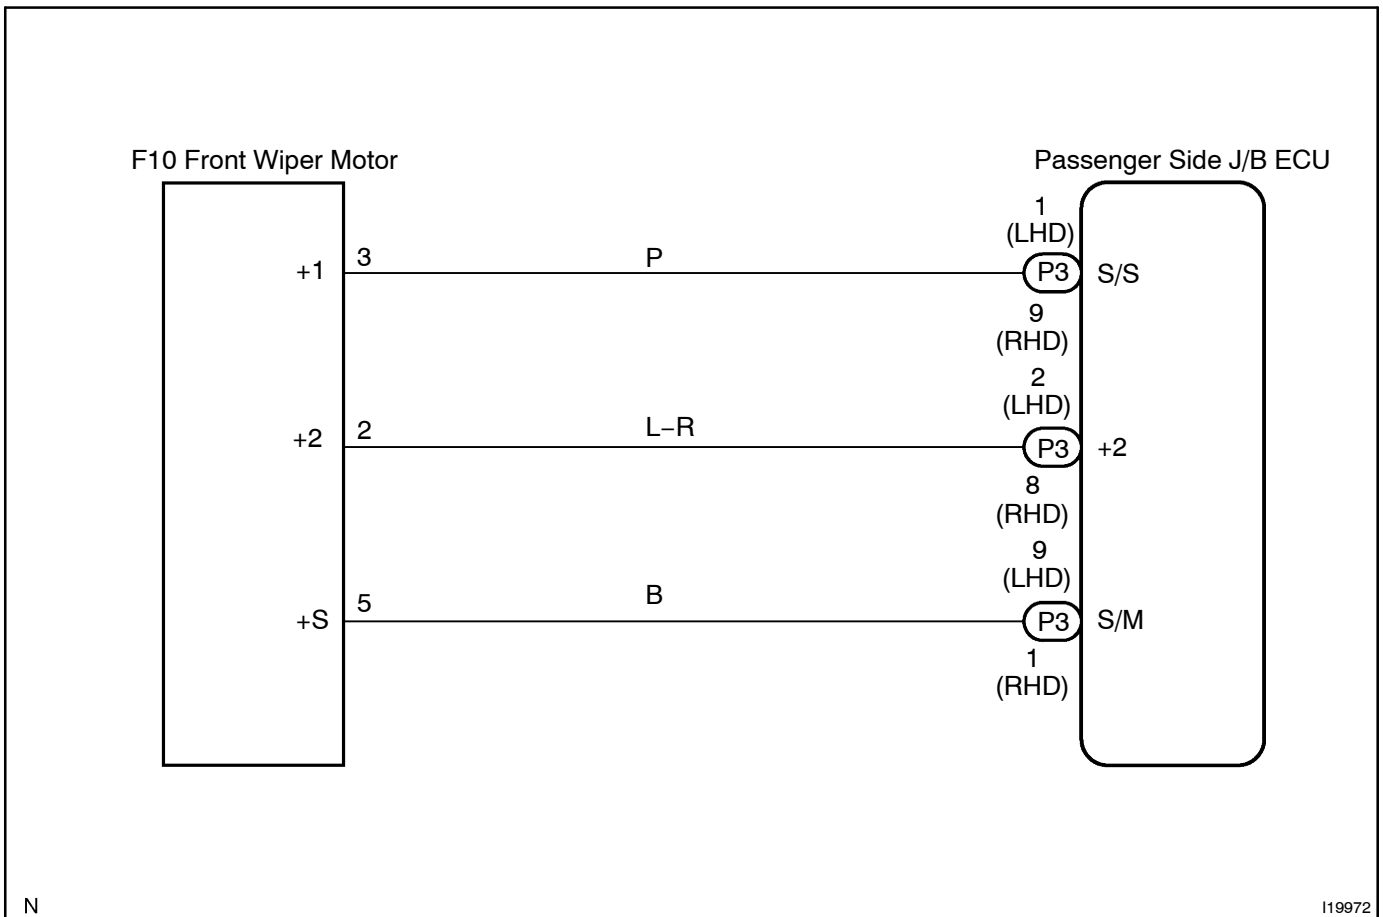 F10 Front Wiper Motor
Passenger Side J/B ECU
1
(LHD)
+1 3 P P3 S/S
9
(RHD)
2
(LHD)
+2 2 L−R P3 +2
8
(RHD)
9
(LHD)
+S 5 B P3 S/M
1
(RHD)
N
I19972